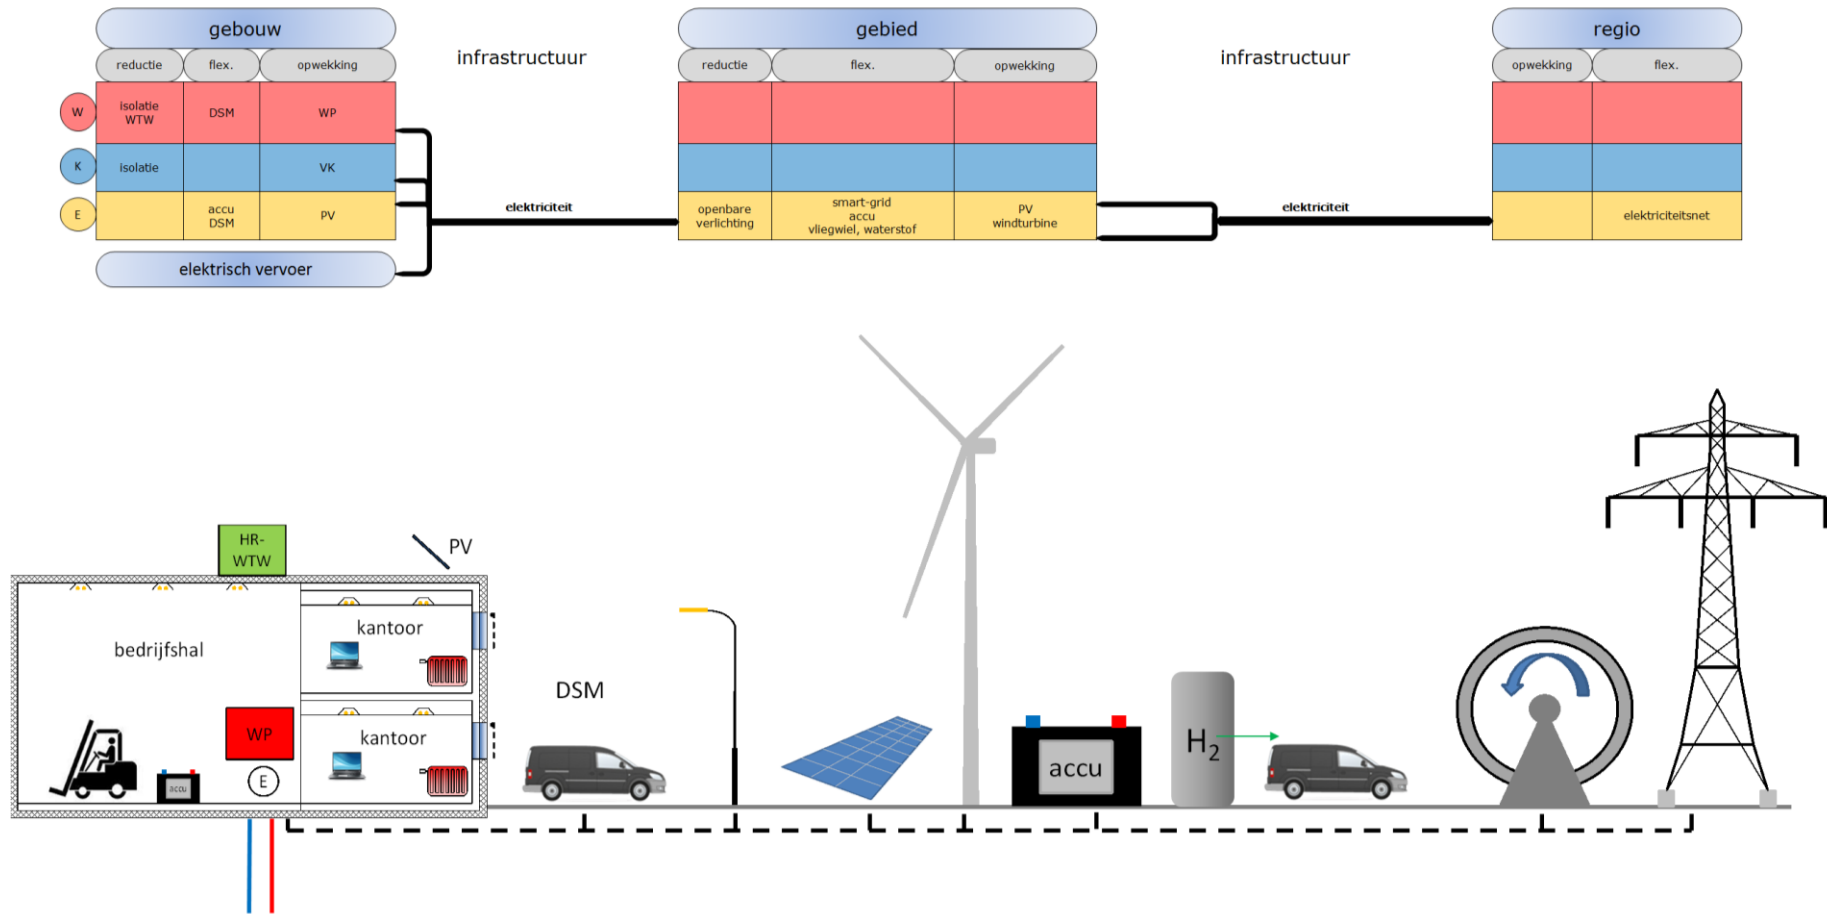 gebouw
gebied
regio
infrastructuur
infrastructuur
reductie flex. opwekking
reductie flex. opwekking
opwekking flex.
W
isolatie
WTW
DSM
WP
K
isolatie
VK
E
accu
DSM
PV
elektriciteit
openbare
verlichting
smart-grid
accu
vliegwiel, waterstof
PV
windturbine
elektriciteit
elektriciteitsnet
elektrisch vervoer
HR-
WTW
PV
bedrijfshal
kantoor
DSM
WP
kantoor
E
accu
accu
H2